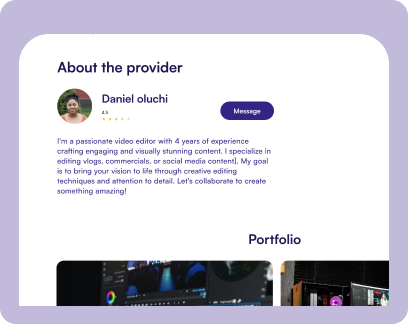 About the provider
Daniel oluchi
4.5
Message
I'm a passionate video editor with 4 years of experience
crafting engaging and visually stunning content. I specialize in
editing vlogs, commercials, or social media content]. My goal
is to bring your vision to life through creative editing
techniques and attention to detail. Let's collaborate to create
something amazing!
Portfolio